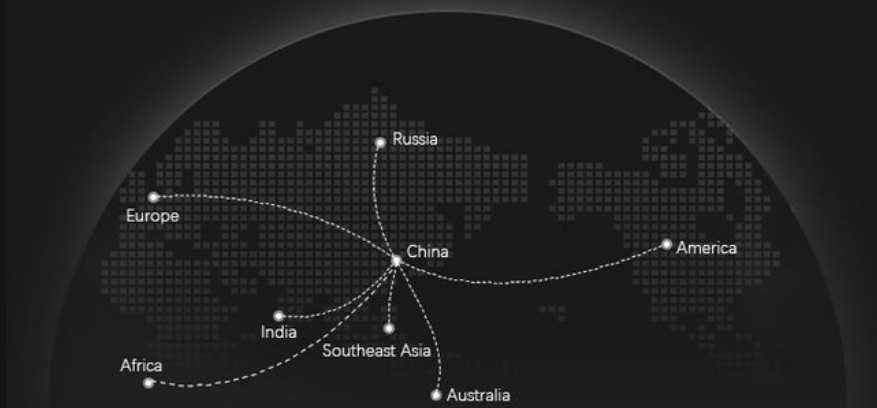 Russia
Europe
China
America
India
Southeast Asia
Africa
Australia